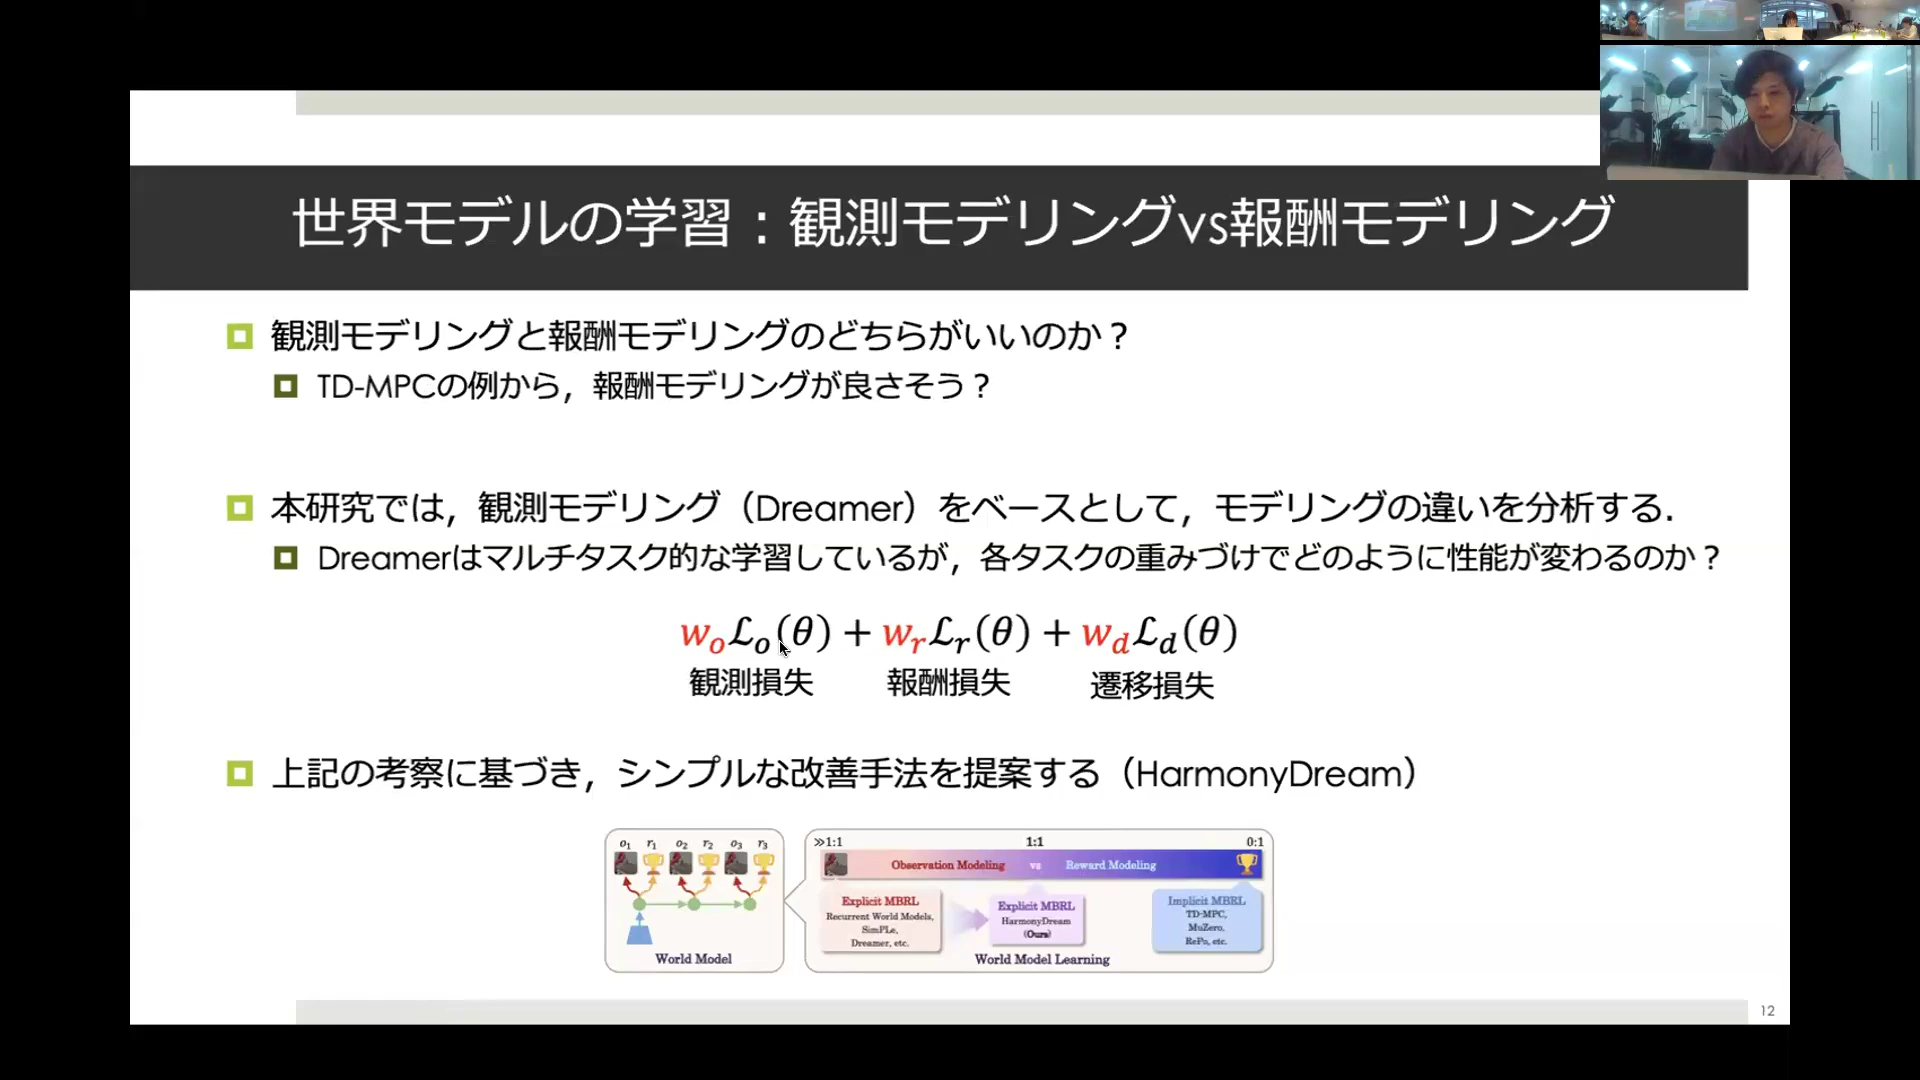 世界モデルの学習：観測モデリングvs報酬モデリング
観測モデリングと報酬モデリングのどちらがいいのか？
TD-MPCの例から，報酬モデリングが良さそう？
本研究では，観測モデリング（Dreamer）をベースとして，モデリングの違いを分析する．
Dreamerはマルチタスク的な学習しているが，各タスクの重みづけでどのように性能が変わるのか？
w_o ℒ_o(θ) + w_r ℒ_r(θ) + w_d ℒ_d(θ)
観測損失 報酬損失 遷移損失
上記の考察に基づき，シンプルな改善手法を提案する（HarmonyDream）
o₁ r₁ o₂ r₂ o₃ r₃
World Model
≫1:1 1:1 0:1
Observation Modeling vs Reward Modeling
Explicit MBRL
Recurrent World Models,
SimPLe,
Dreamer, etc.
Explicit MBRL
HarmonyDream
(Ours)
Implicit MBRL
TD-MPC,
MuZero,
RePo, etc.
World Model Learning
12